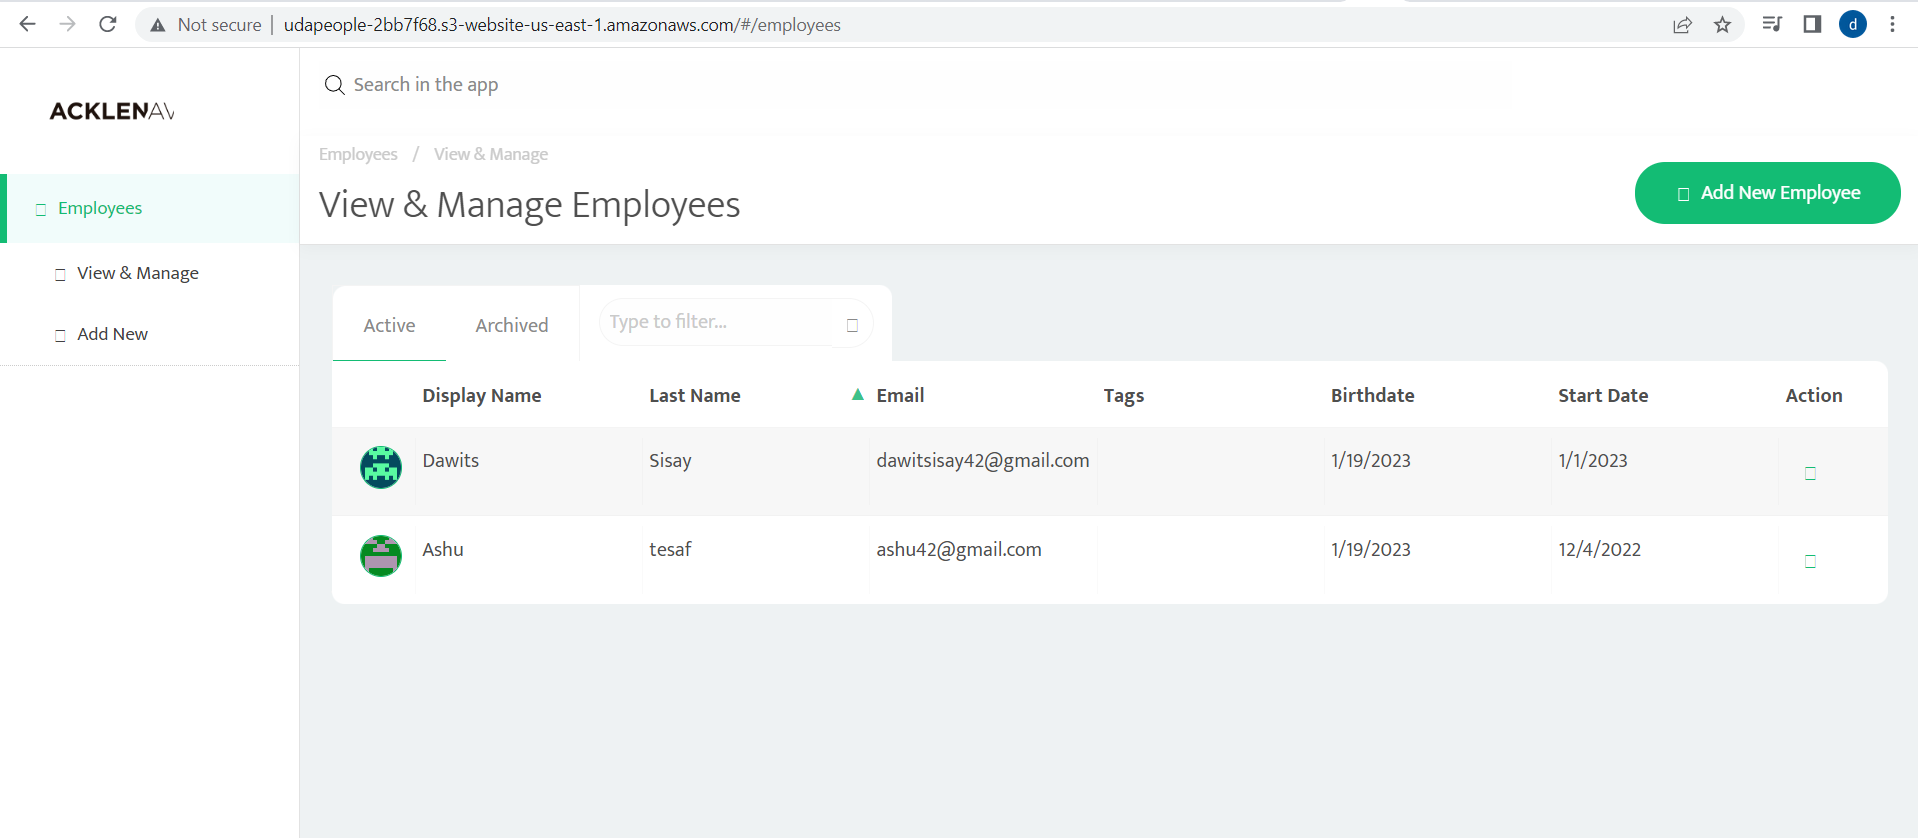 Not secure | udapeople-2bb7f68.s3-website-us-east-1.amazonaws.com/#/employees
d
ACKLENAV
Search in the app
Employees / View & Manage
View & Manage Employees
Add New Employee
Employees
View & Manage
Add New
Active Archived Type to filter...
Display Name Last Name ▲ Email Tags Birthdate Start Date Action
Dawits Sisay dawitsisay42@gmail.com 1/19/2023 1/1/2023
Ashu tesaf ashu42@gmail.com 1/19/2023 12/4/2022